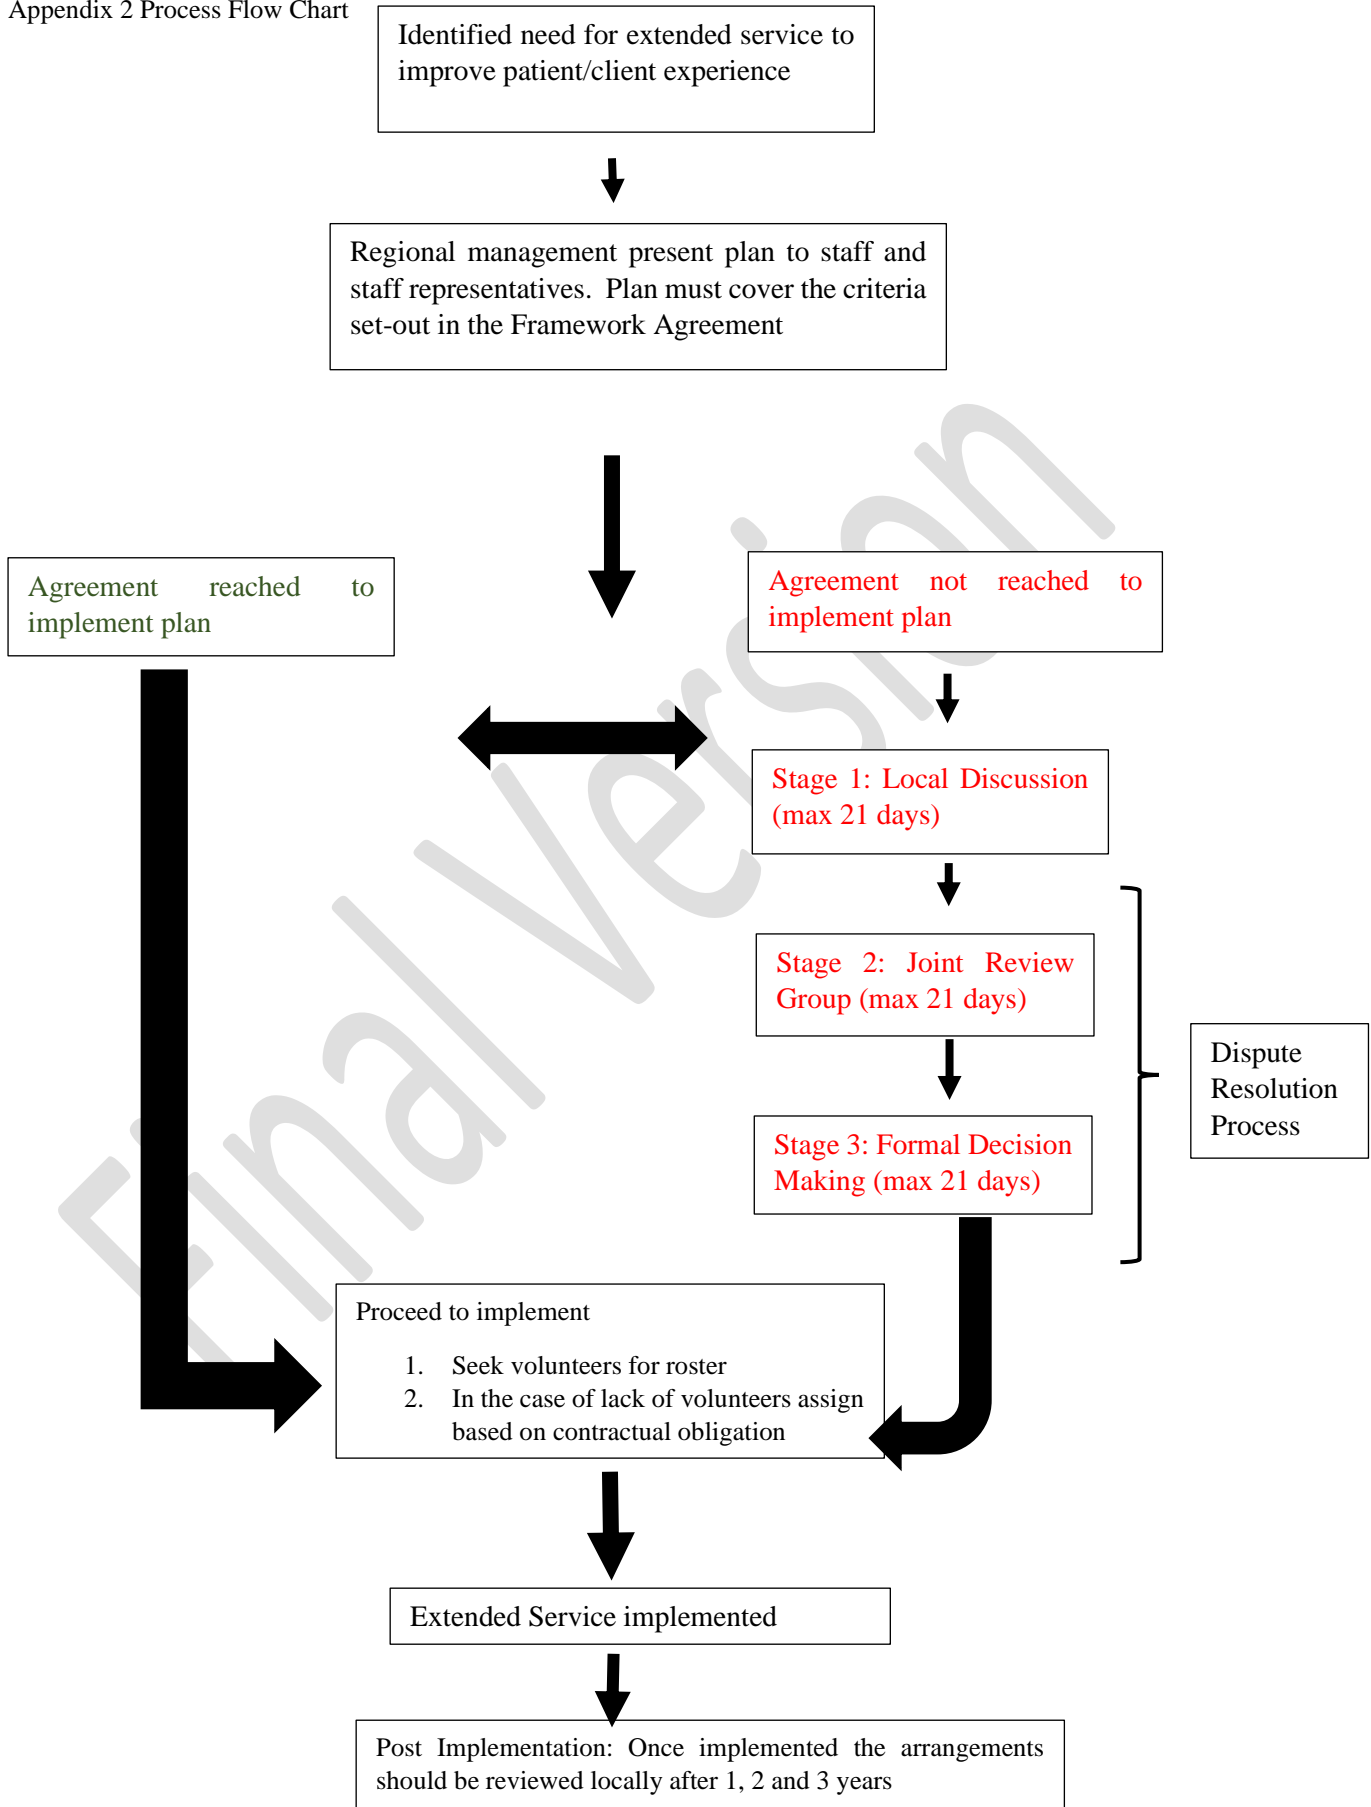 Appendix 2 Process Flow Chart
Identified need for extended service to
improve patient/client experience
Regional management present plan to staff and
staff representatives. Plan must cover the criteria
set-out in the Framework Agreement
Agreement reached to
implement plan
Agreement not reached to
implement plan
Stage 1: Local Discussion
(max 21 days)
Stage 2: Joint Review
Group (max 21 days)
Dispute
Resolution
Process
Stage 3: Formal Decision
Making (max 21 days)
Proceed to implement
1. Seek volunteers for roster
2. In the case of lack of volunteers assign
based on contractual obligation
Extended Service implemented
Post Implementation: Once implemented the arrangements
should be reviewed locally after 1, 2 and 3 years
Final Version